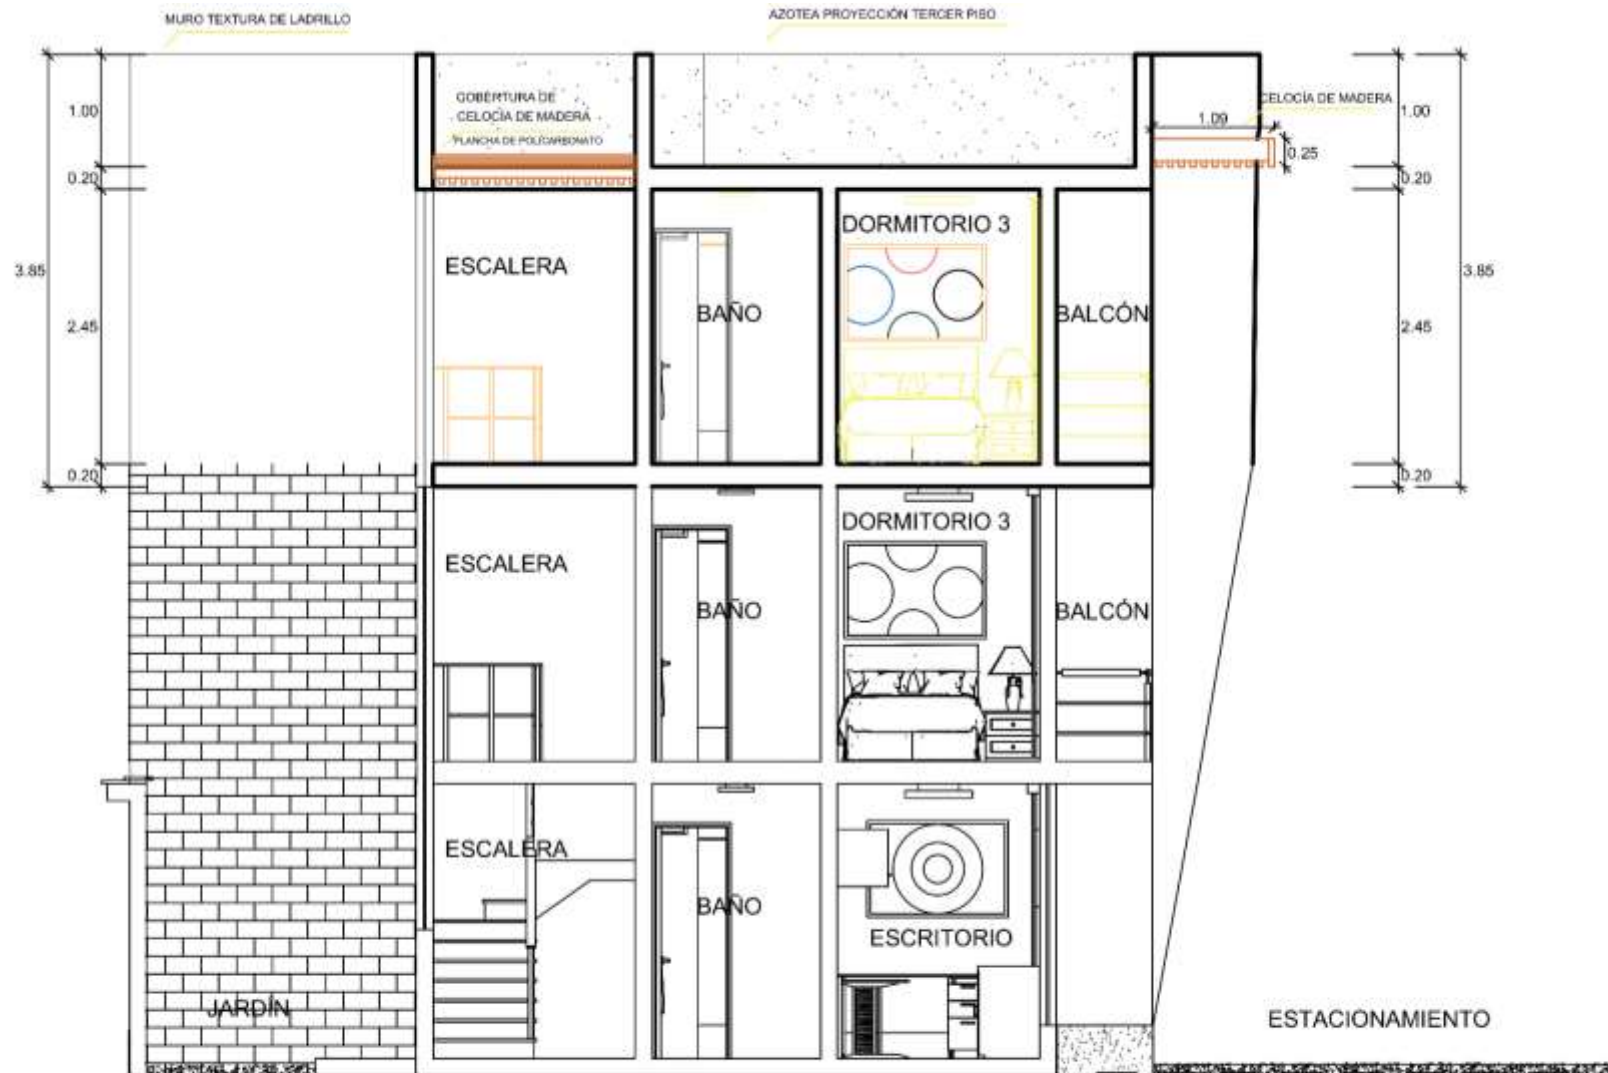 MURO TEXTURA DE LADRILLO
AZOTEA PROYECCIÓN TERCER PISO
1.00
GOBERTURA DE
CELOCÍA DE MADERA
PLANCHA DE POLICARBONATO
CELOCÍA DE MADERA
1.00
1.09
0.25
0.20
0.20
DORMITORIO 3
ESCALERA
3.85
3.85
BAÑO
BALCÓN
2.45
2.45
0.20
0.20
DORMITORIO 3
ESCALERA
BAÑO
BALCÓN
ESCALERA
BAÑO
ESCRITORIO
JARDÍN
ESTACIONAMIENTO